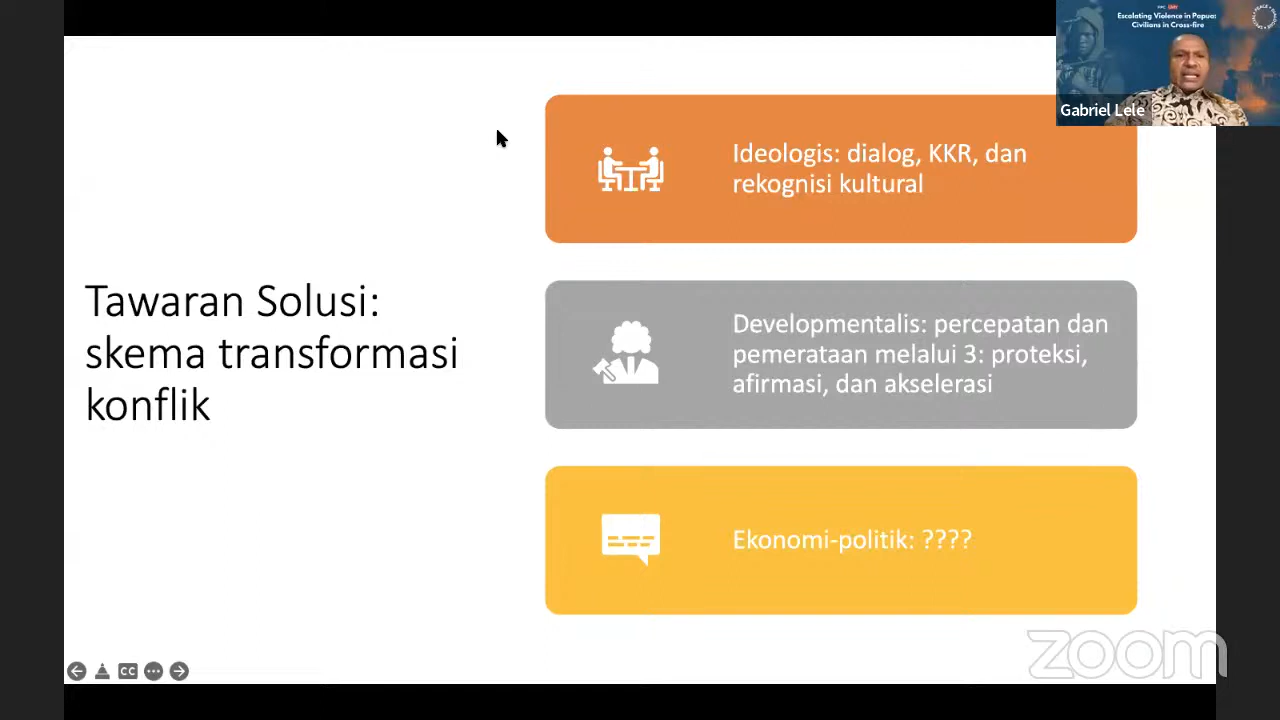 Tawaran Solusi:
skema transformasi
konflik
Ideologis: dialog, KKR, dan
rekognisi kultural
Developmentalis: percepatan dan
pemerataan melalui 3: proteksi,
afirmasi, dan akselerasi
Ekonomi-politik: ????
Escalating Violence in Papua:
Civilians in Cross-fire
Gabriel Lele
CC
zoom